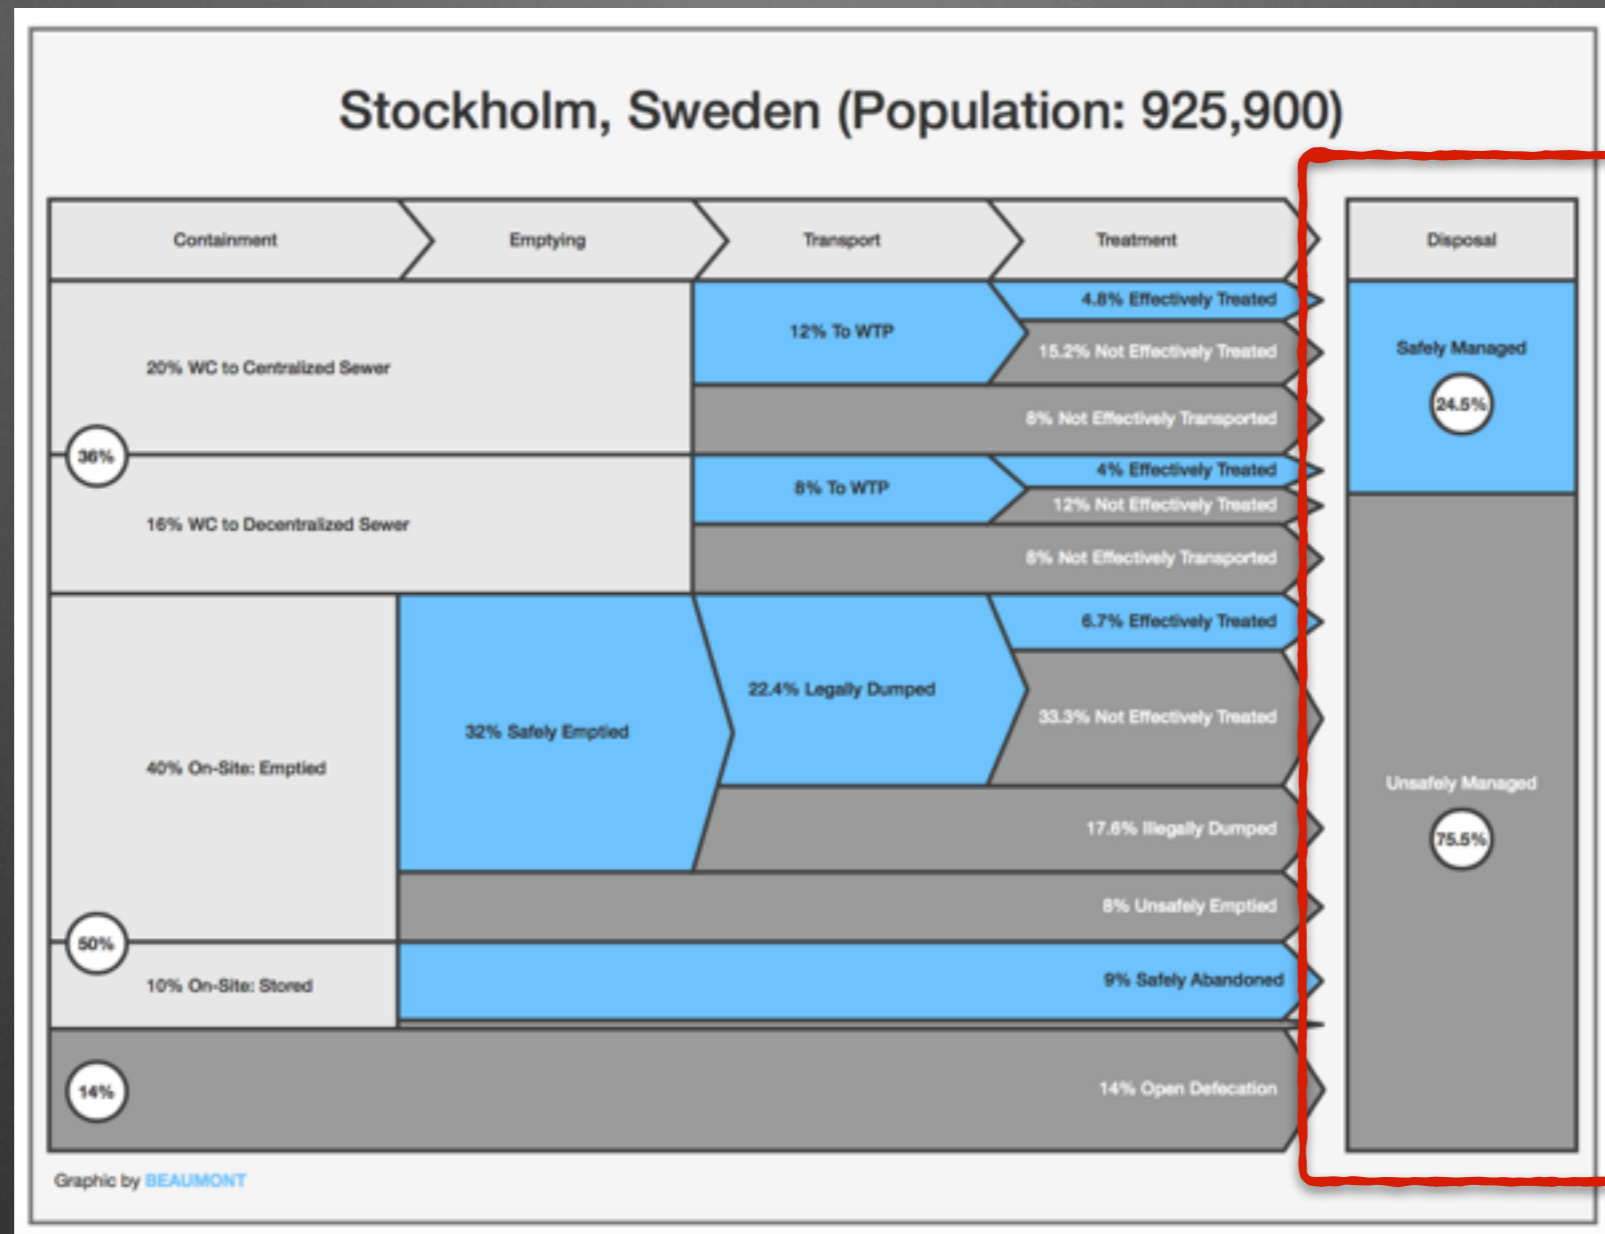 Stockholm, Sweden (Population: 925,900)
Containment
Emptying
Transport
Treatment
Disposal
20% WC to Centralized Sewer
12% To WTP
4.8% Effectively Treated
15.2% Not Effectively Treated
8% Not Effectively Transported
36%
16% WC to Decentralized Sewer
8% To WTP
4% Effectively Treated
12% Not Effectively Treated
8% Not Effectively Transported
40% On-Site: Emptied
32% Safely Emptied
22.4% Legally Dumped
6.7% Effectively Treated
33.3% Not Effectively Treated
17.6% Illegally Dumped
8% Unsafely Emptied
50%
10% On-Site: Stored
9% Safely Abandoned
14%
14% Open Defecation
Safely Managed
24.5%
Unsafely Managed
75.5%
Graphic by BEAUMONT